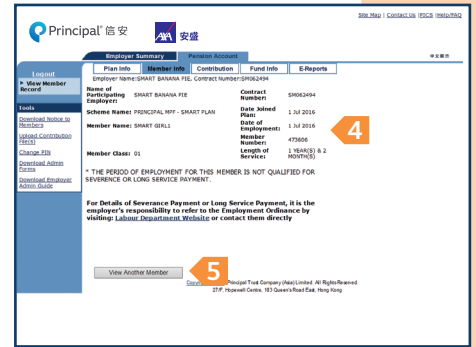 Site Map | Contact Us |PICS |Help/FAQ
Principal® 信安 AXA 安盛
Employer Summary Pension Account 中文顯示
Plan Info Member Info Contribution Fund Info E-Reports
Logout
View Member Record
Tools
Download Notice to Members
Upload Contribution File(s)
Change PIN
Download Admin Forms
Download Employer Admin Guide
Employer Name:SMART BANANA PIE, Contract Number:SM062494
Name of Participating Employer: SMART BANANA PIE Contract Number: SM062494
Scheme Name: PRINCIPAL MPF - SMART PLAN Date Joined Plan: 1 Jul 2016
Member Name: SMART GIRL1 Date of Employment: 1 Jul 2016
Member Number: 473606
Member Class: 01 Length of Service: 1 YEAR(S) & 2 MONTH(S)
4
* THE PERIOD OF EMPLOYMENT FOR THIS MEMBER IS NOT QUALIFIED FOR
SEVERENCE OR LONG SERVICE PAYMENT.
For Details of Severance Payment or Long Service Payment, it is the
employer's responsibility to refer to the Employment Ordinance by
visiting: Labour Department Website or contact them directly
View Another Member 5
Principal Trust Company (Asia) Limited. All Rights Reserved
27/F, Hopewell Centre, 183 Queen's Road East, Hong Kong